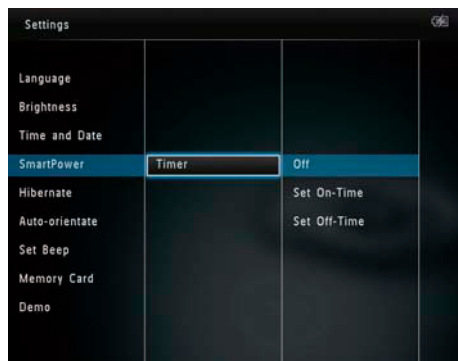 Settings
Language
Brightness
Time and Date
SmartPower Timer Off
Hibernate Set On-Time
Auto-orientate Set Off-Time
Set Beep
Memory Card
Demo